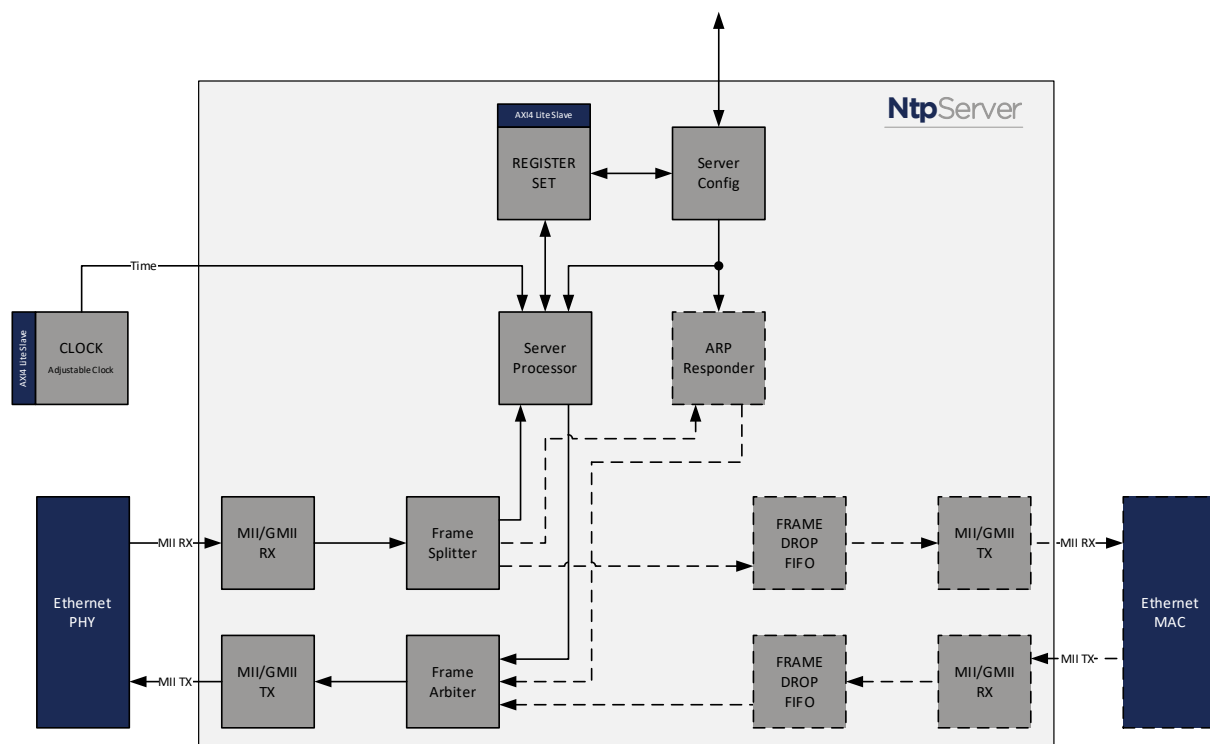 NtpServer
AXI4 Lite Slave
REGISTER
SET
Server
Config
Time
AXI4 Lite Slave
CLOCK
Adjustable Clock
Server
Processor
ARP
Responder
Ethernet
PHY
MII RX
MII/GMII
RX
Frame
Splitter
FRAME
DROP
FIFO
MII/GMII
TX
MII RX
Ethernet
MAC
MII TX
MII/GMII
TX
Frame
Arbiter
FRAME
DROP
FIFO
MII/GMII
RX
MII TX